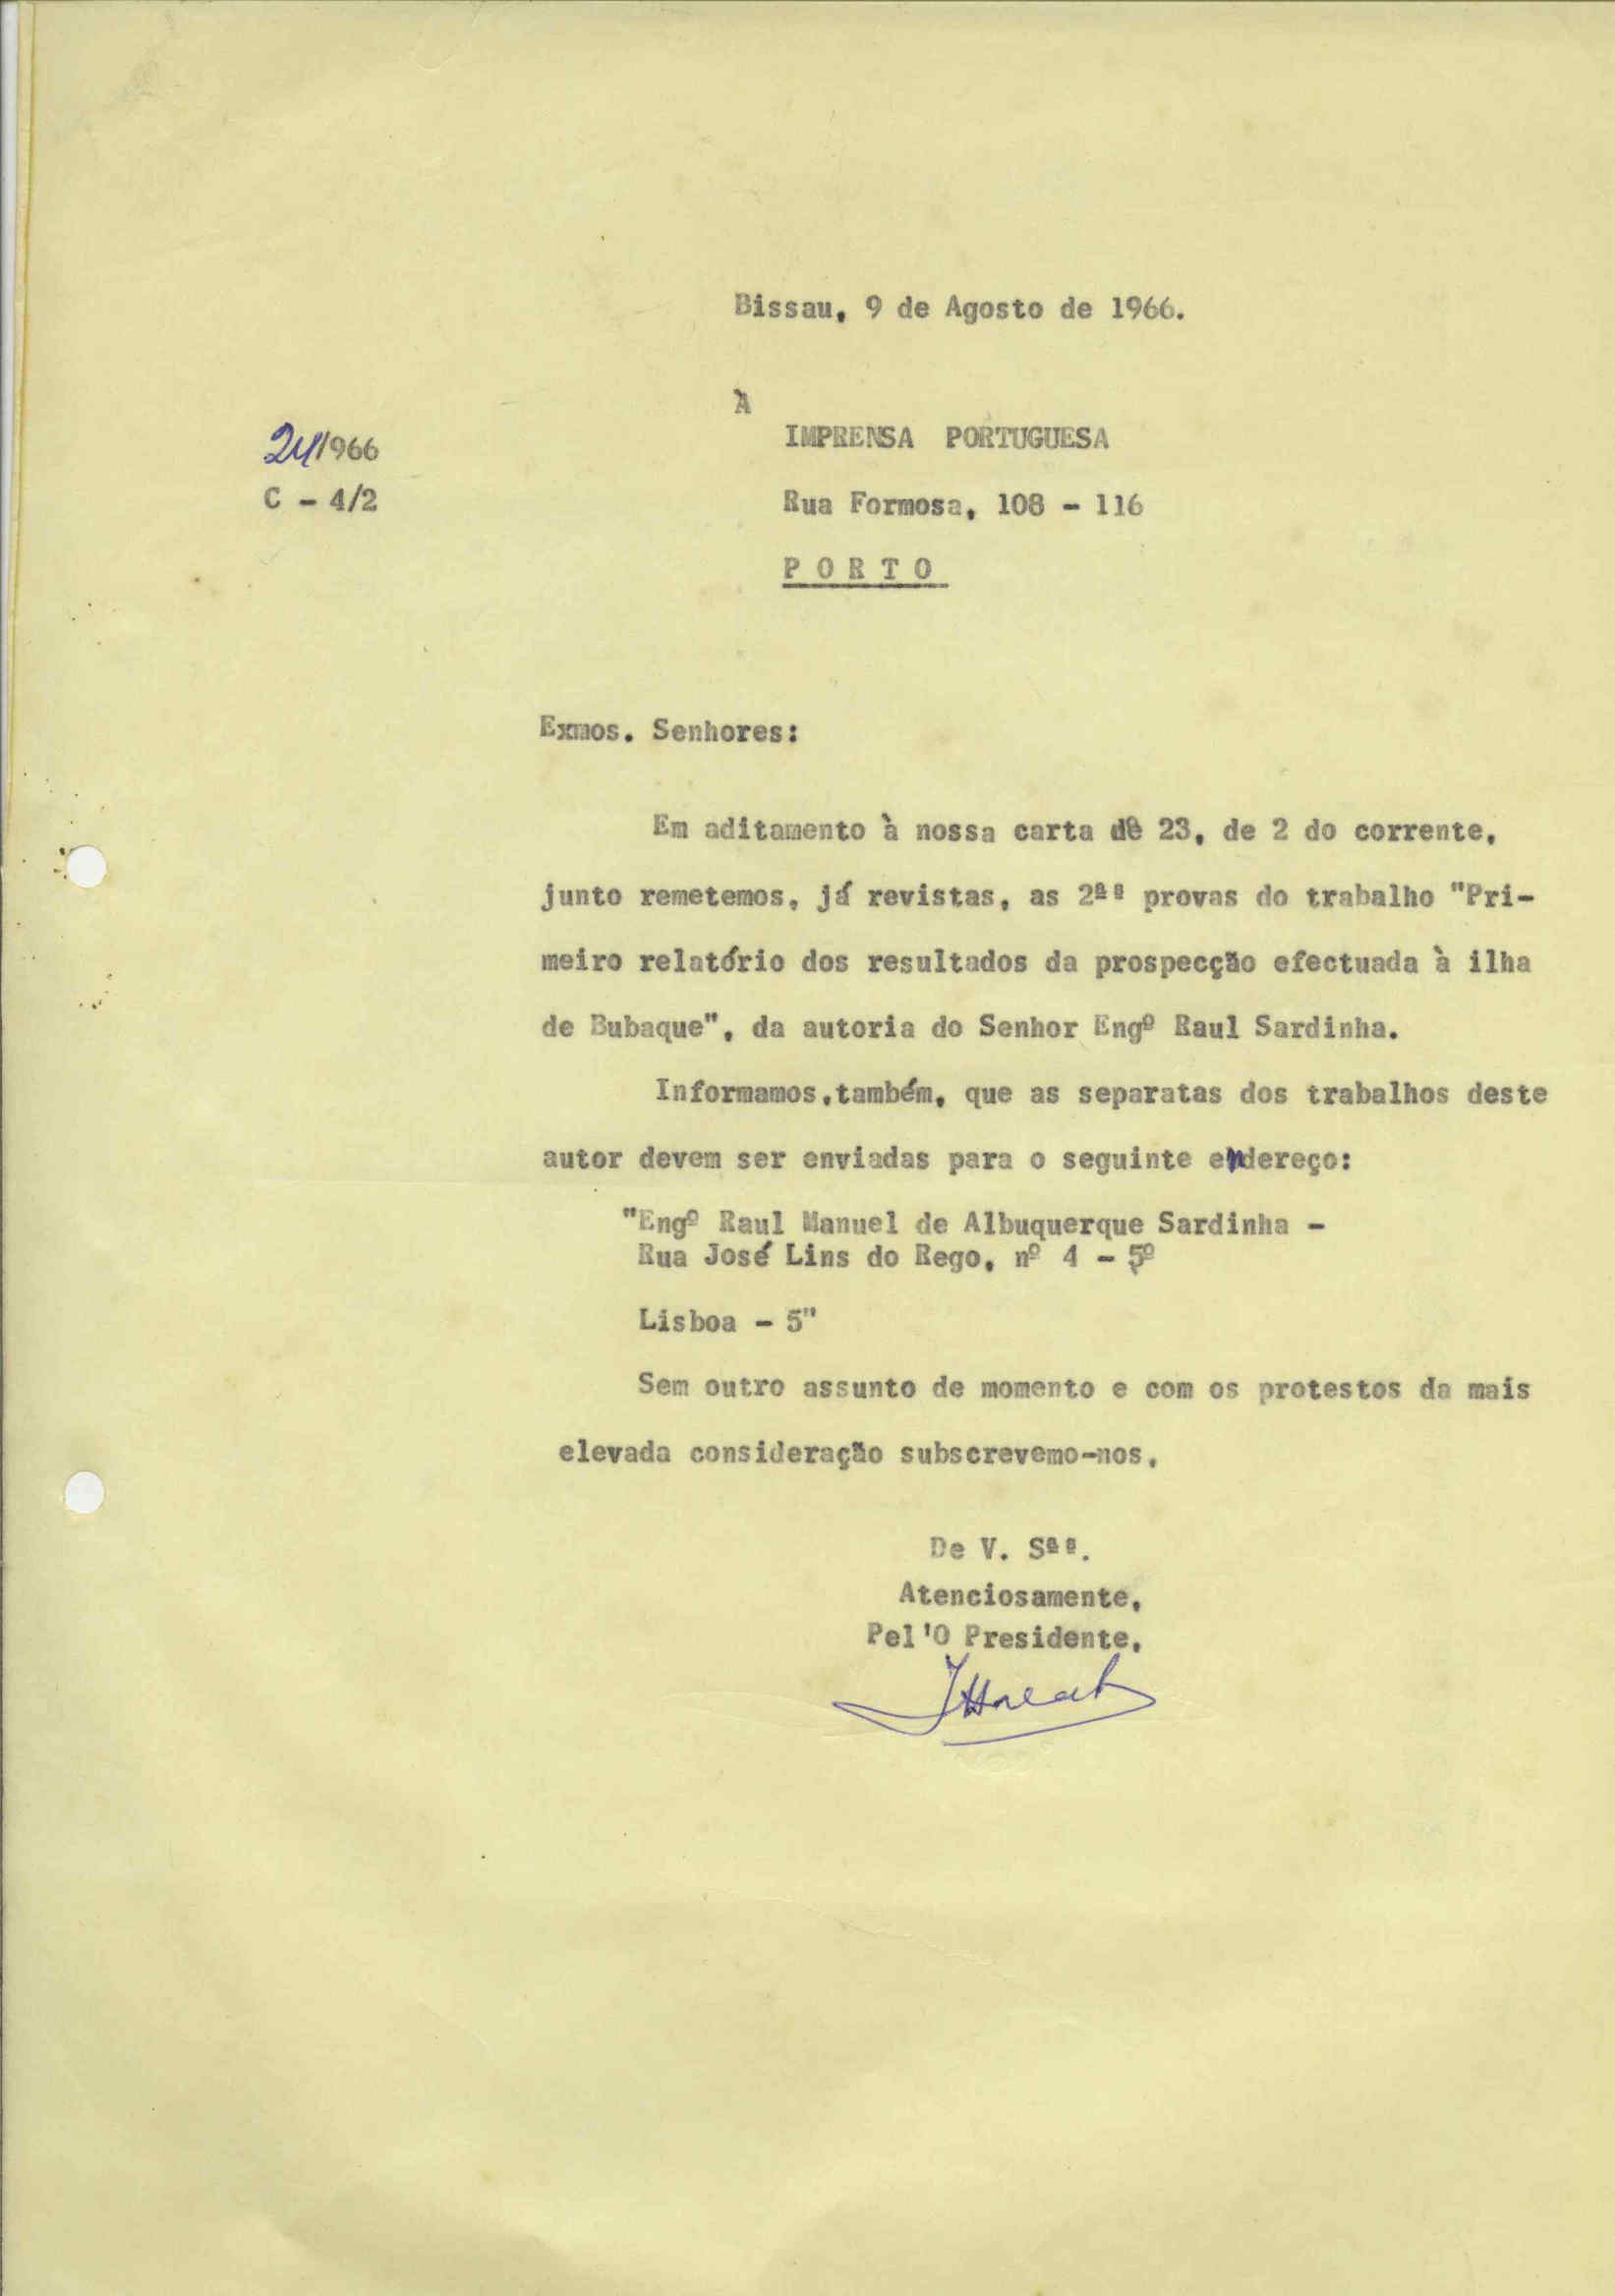 Bissau, 9 de Agosto de 1966.
À
IMPRENSA PORTUGUESA
24/1966
C - 4/2
Rua Formosa, 108 - 116
P O R T O
Exmos. Senhores:
Em aditamento à nossa carta nº 23, de 2 do corrente,
junto remetemos, já revistas, as 2ªs provas do trabalho "Pri-
meiro relatório dos resultados da prospecção efectuada à ilha
de Bubaque", da autoria do Senhor Engº Raul Sardinha.
Informamos,também, que as separatas dos trabalhos deste
autor devem ser enviadas para o seguinte endereço:
"Engº Raul Manuel de Albuquerque Sardinha -
Rua José Lins do Rego, nº 4 - 5º
Lisboa - 5"
Sem outro assunto de momento e com os protestos da mais
elevada consideração subscrevemo-nos,
De V. Sªs.
Atenciosamente,
Pel'O Presidente,